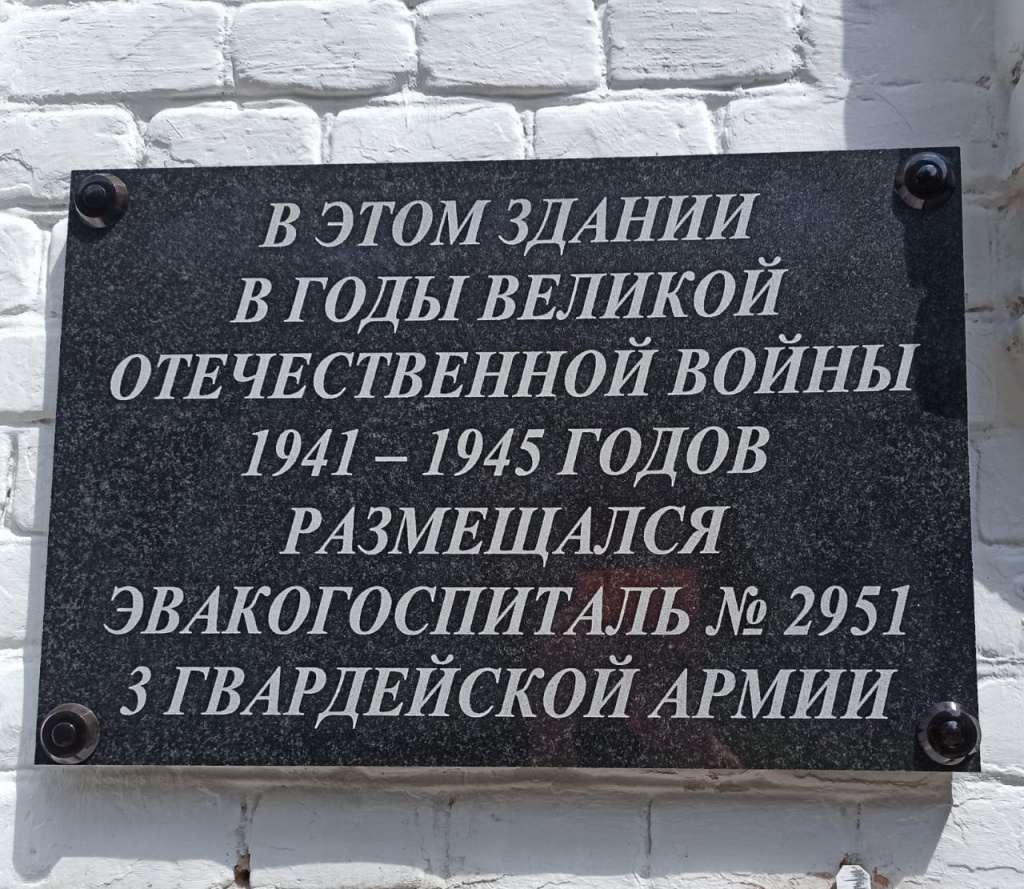 В ЭТОМ ЗДАНИИ
В ГОДЫ ВЕЛИКОЙ
ОТЕЧЕСТВЕННОЙ ВОЙНЫ
1941 – 1945 ГОДОВ
РАЗМЕЩАЛСЯ
ЭВАКОГОСПИТАЛЬ № 2951
3 ГВАРДЕЙСКОЙ АРМИИ